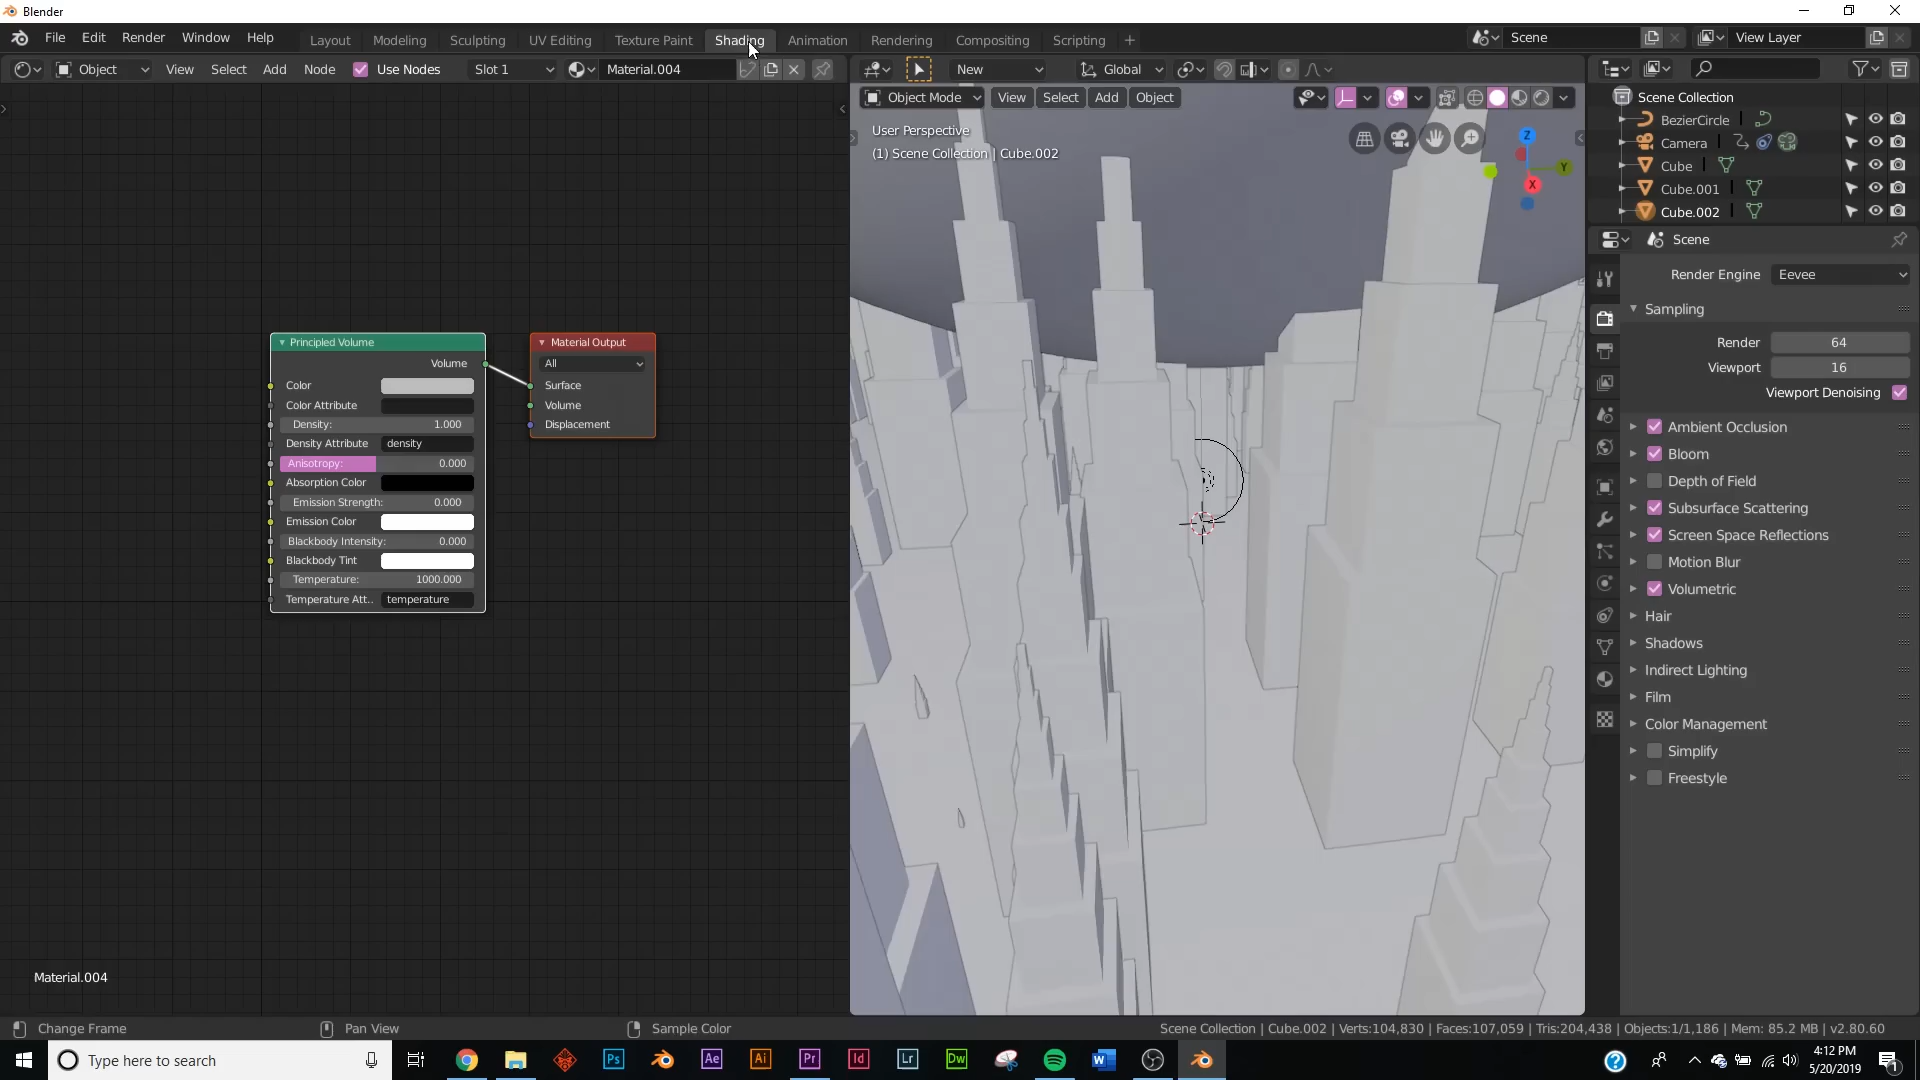 Blender
File Edit Render Window Help Layout Modeling Sculpting UV Editing Texture Paint Shading Animation Rendering Compositing Scripting + Scene View Layer
Object View Select Add Node Use Nodes Slot 1 Material.004 New Global
Object Mode View Select Add Object
User Perspective
(1) Scene Collection | Cube.002
Z
Y
X
Scene Collection
BezierCircle
Camera
Cube
Cube.001
Cube.002
Scene
Render Engine Eevee
Sampling
Render 64
Viewport 16
Viewport Denoising
Ambient Occlusion
Bloom
Depth of Field
Subsurface Scattering
Screen Space Reflections
Motion Blur
Volumetric
Hair
Shadows
Indirect Lighting
Film
Color Management
Simplify
Freestyle
Principled Volume
Volume
Color
Color Attribute
Density: 1.000
Density Attribute density
Anisotropy: 0.000
Absorption Color
Emission Strength: 0.000
Emission Color
Blackbody Intensity: 0.000
Blackbody Tint
Temperature: 1000.000
Temperature Att.. temperature
Material Output
All
Surface
Volume
Displacement
Material.004
Change Frame Pan View Sample Color Scene Collection | Cube.002 | Verts:104,830 | Faces:107,059 | Tris:204,438 | Objects:1/1,186 | Mem: 85.2 MB | v2.80.60
Type here to search Ps Ae Ai Pr Id Lr Dw W ? 4:12 PM
5/20/2019
1